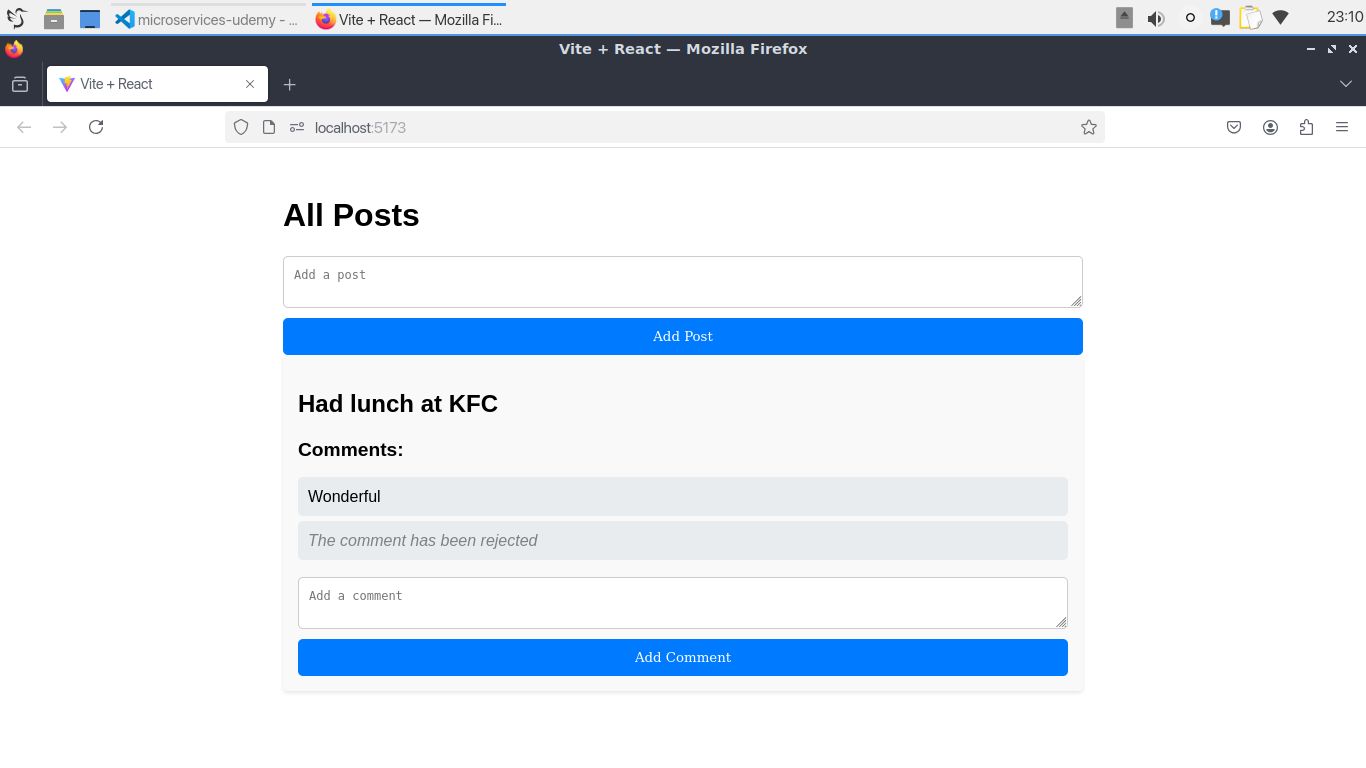 microservices-udemy - ...
Vite + React — Mozilla Fi...
23:10
Vite + React — Mozilla Firefox
Vite + React
localhost:5173
All Posts
Add a post
Add Post
Had lunch at KFC
Comments:
Wonderful
The comment has been rejected
Add a comment
Add Comment